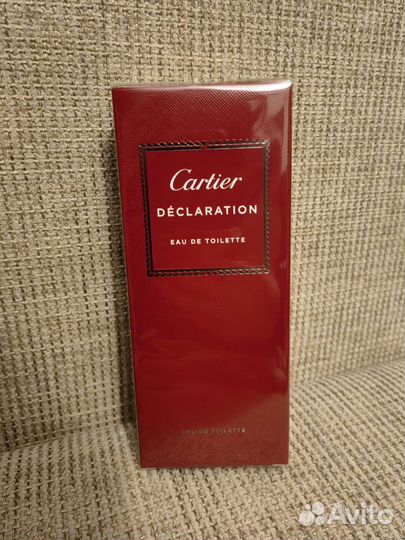 Cartier
DÉCLARATION
EAU DE TOILETTE
EAU DE TOILETTE
Avito